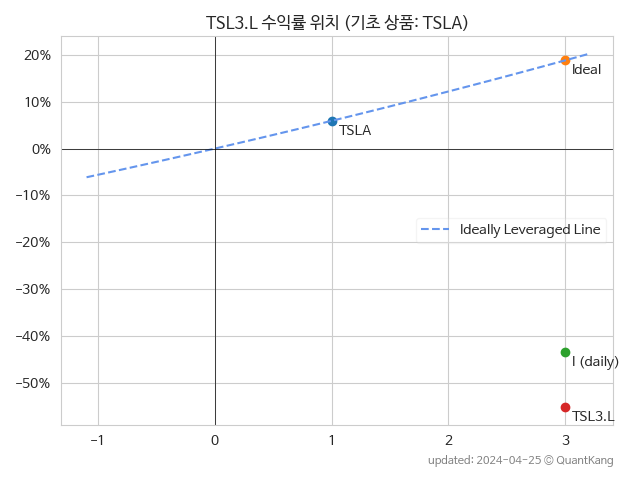 TSL3.L 수익률 위치 (기초 상품: TSLA)
20%
10%
0%
−10%
−20%
−30%
−40%
−50%
Ideal
TSLA
Ideally Leveraged Line
I (daily)
TSL3.L
−1
0
1
2
3
updated: 2024-04-25 © QuantKang